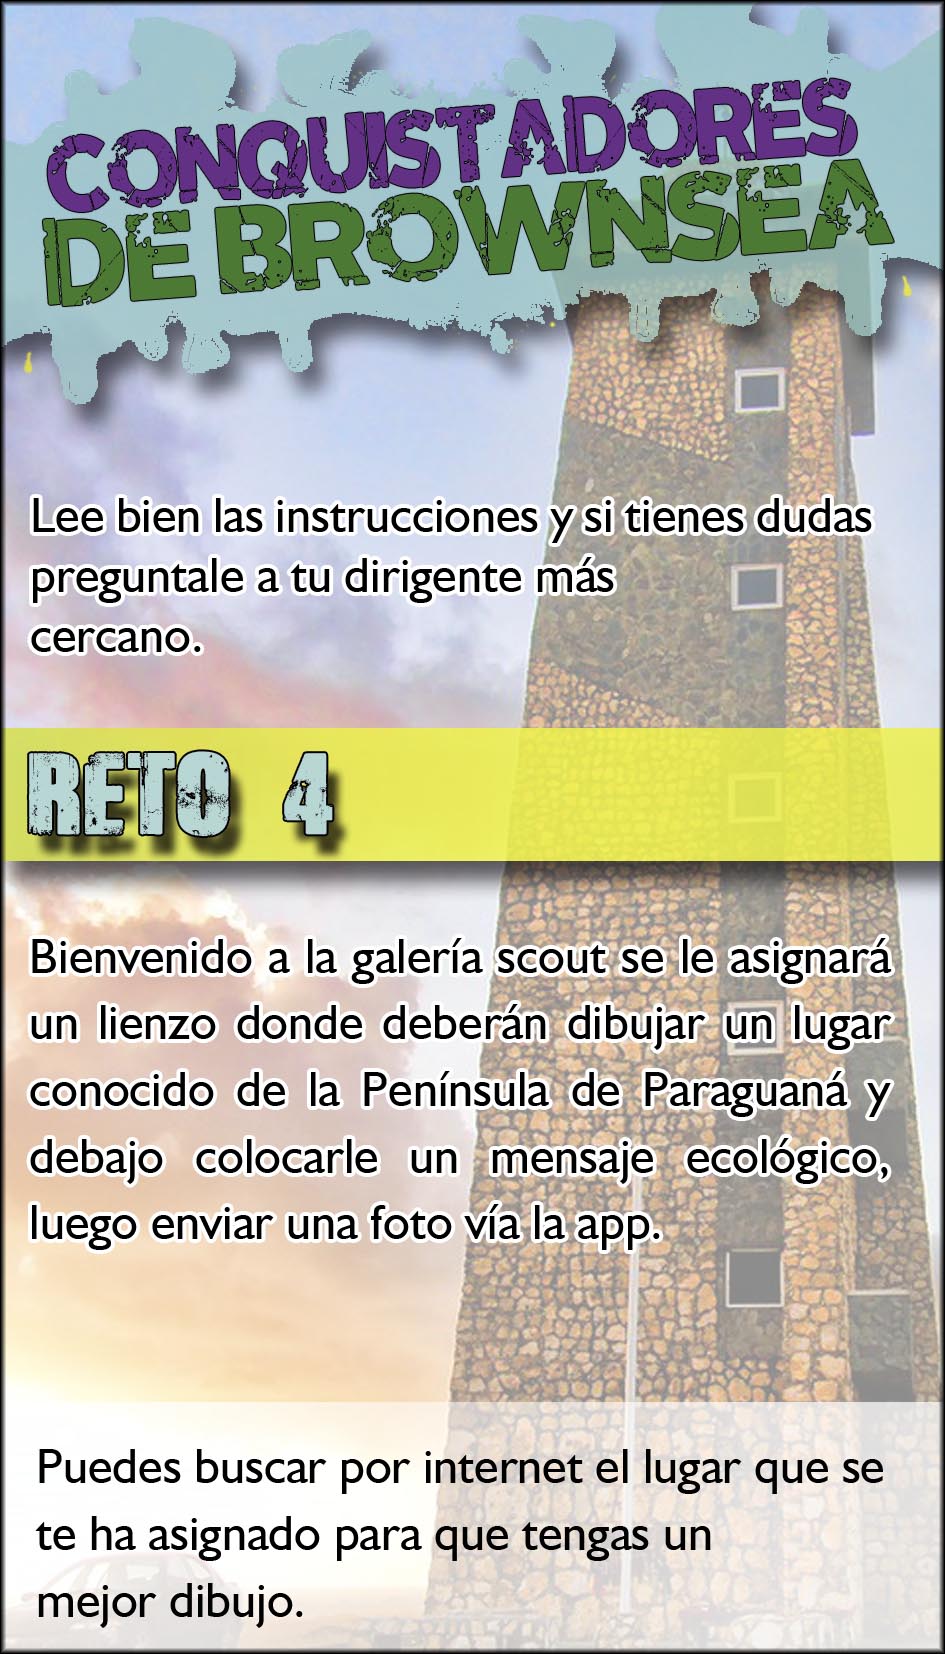 CONQUISTADORES
DE BROWNSEA
Lee bien las instrucciones y si tienes dudas
preguntale a tu dirigente más
cercano.
RETO 4
Bienvenido a la galería scout se le asignará
un lienzo donde deberán dibujar un lugar
conocido de la Península de Paraguaná y
debajo colocarle un mensaje ecológico,
luego enviar una foto vía la app.
Puedes buscar por internet el lugar que se
te ha asignado para que tengas un
mejor dibujo.